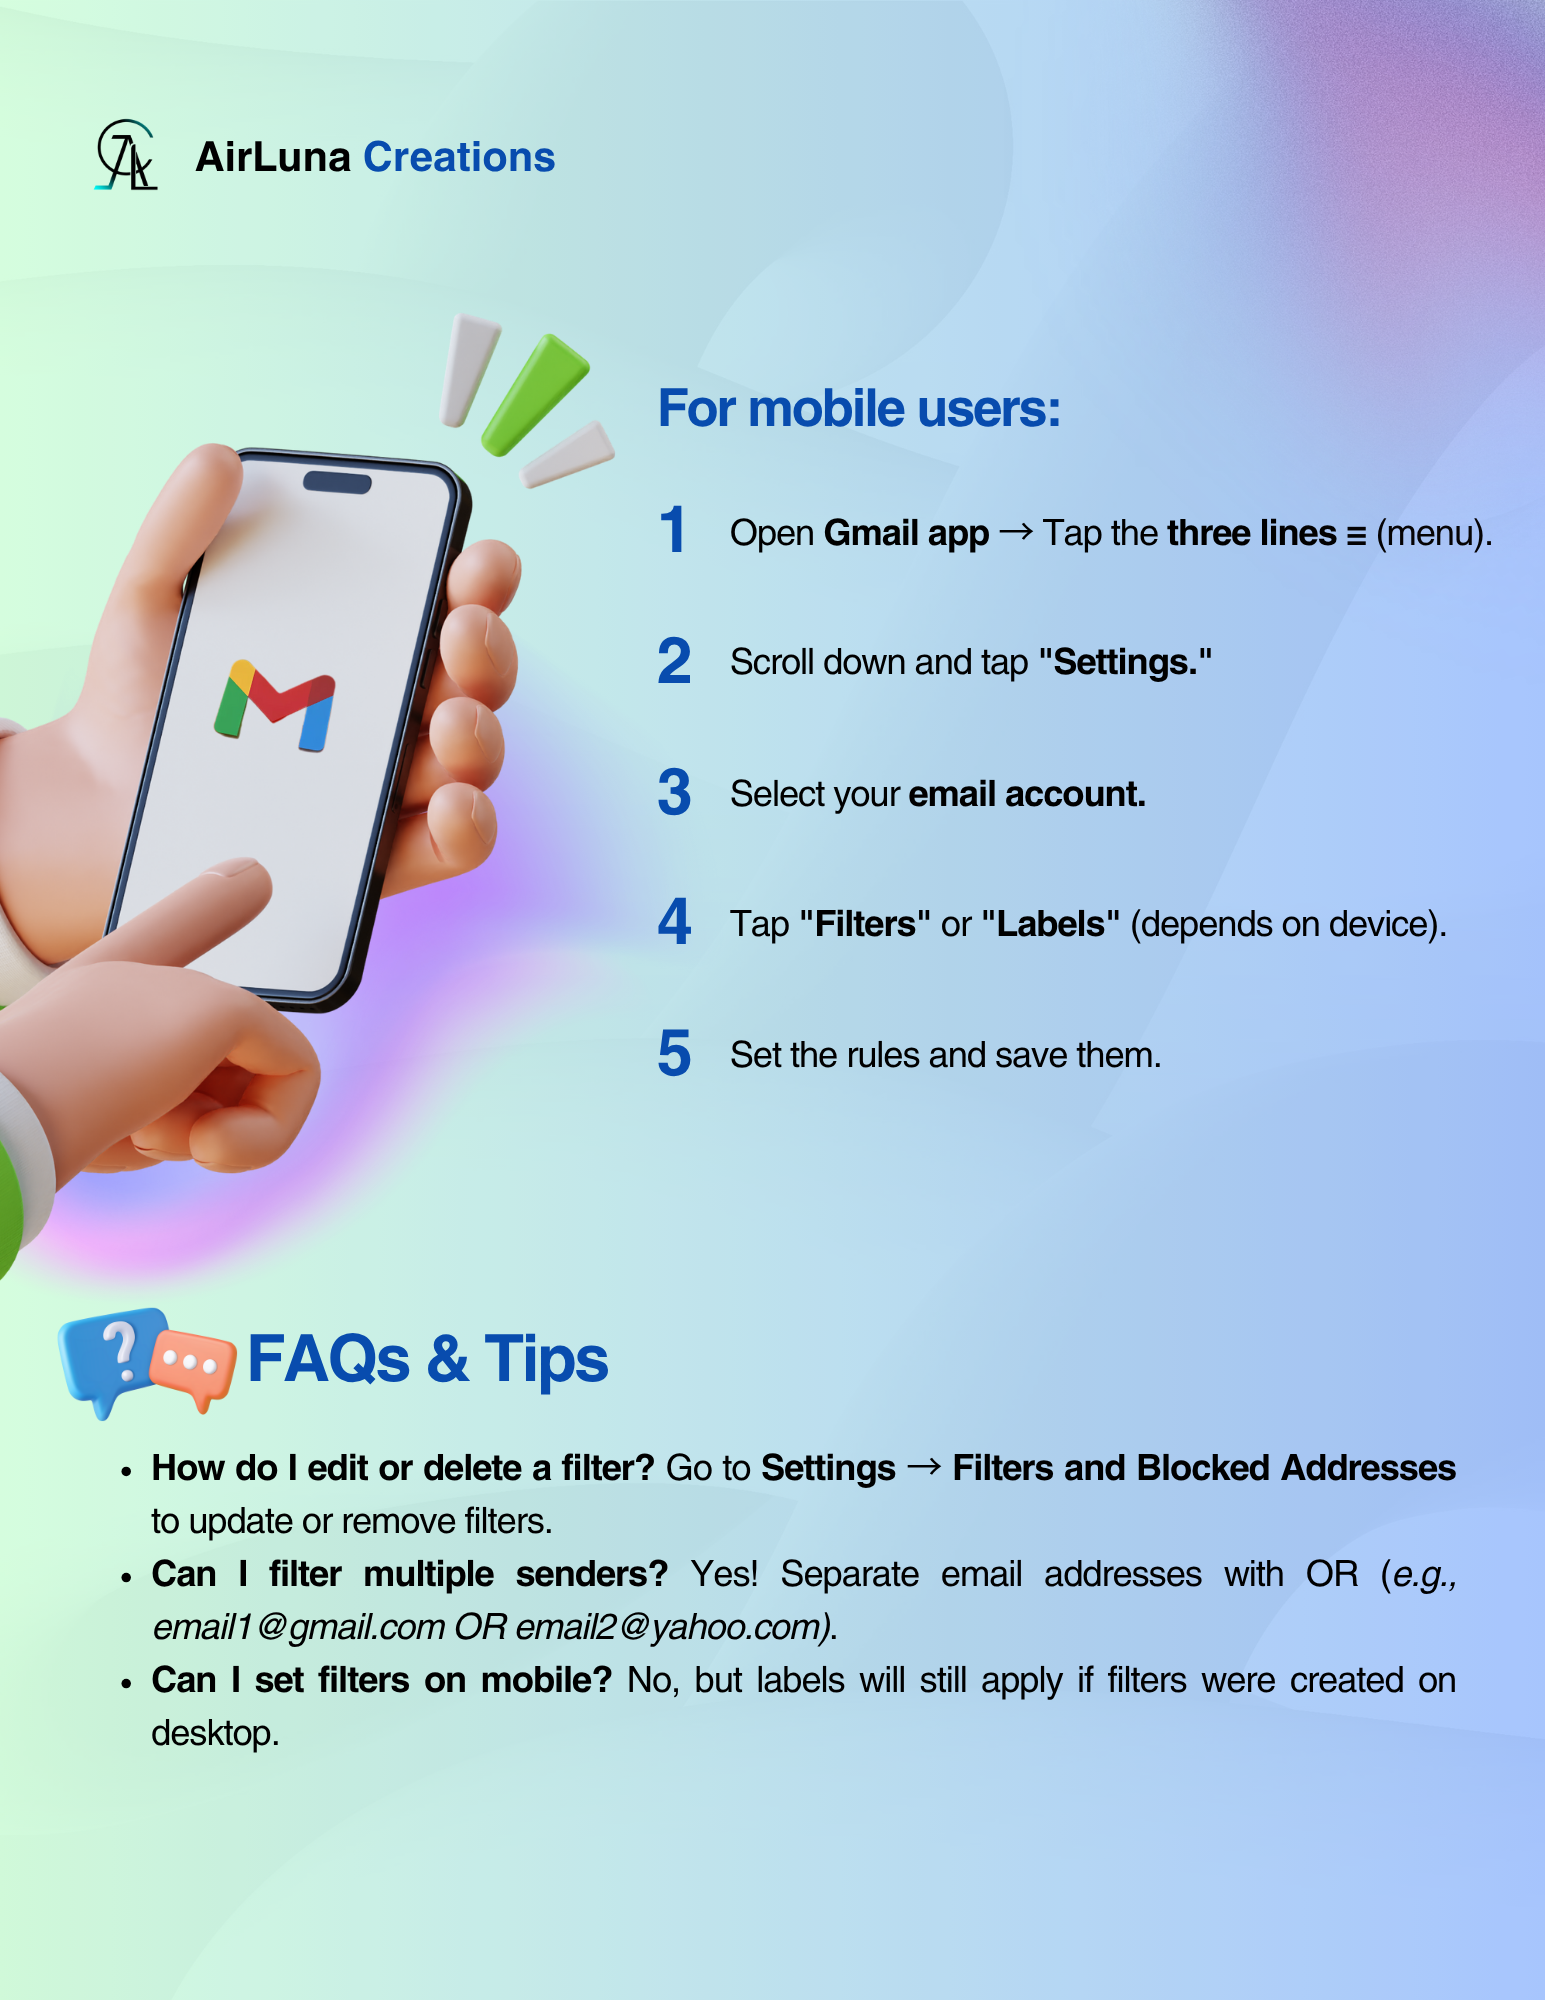 AirLuna Creations
For mobile users:
1 Open Gmail app → Tap the three lines ≡ (menu).
2 Scroll down and tap "Settings."
3 Select your email account.
4 Tap "Filters" or "Labels" (depends on device).
5 Set the rules and save them.
FAQs & Tips
• How do I edit or delete a filter? Go to Settings → Filters and Blocked Addresses
to update or remove filters.
• Can I filter multiple senders? Yes! Separate email addresses with OR (e.g.,
email1@gmail.com OR email2@yahoo.com).
• Can I set filters on mobile? No, but labels will still apply if filters were created on
desktop.